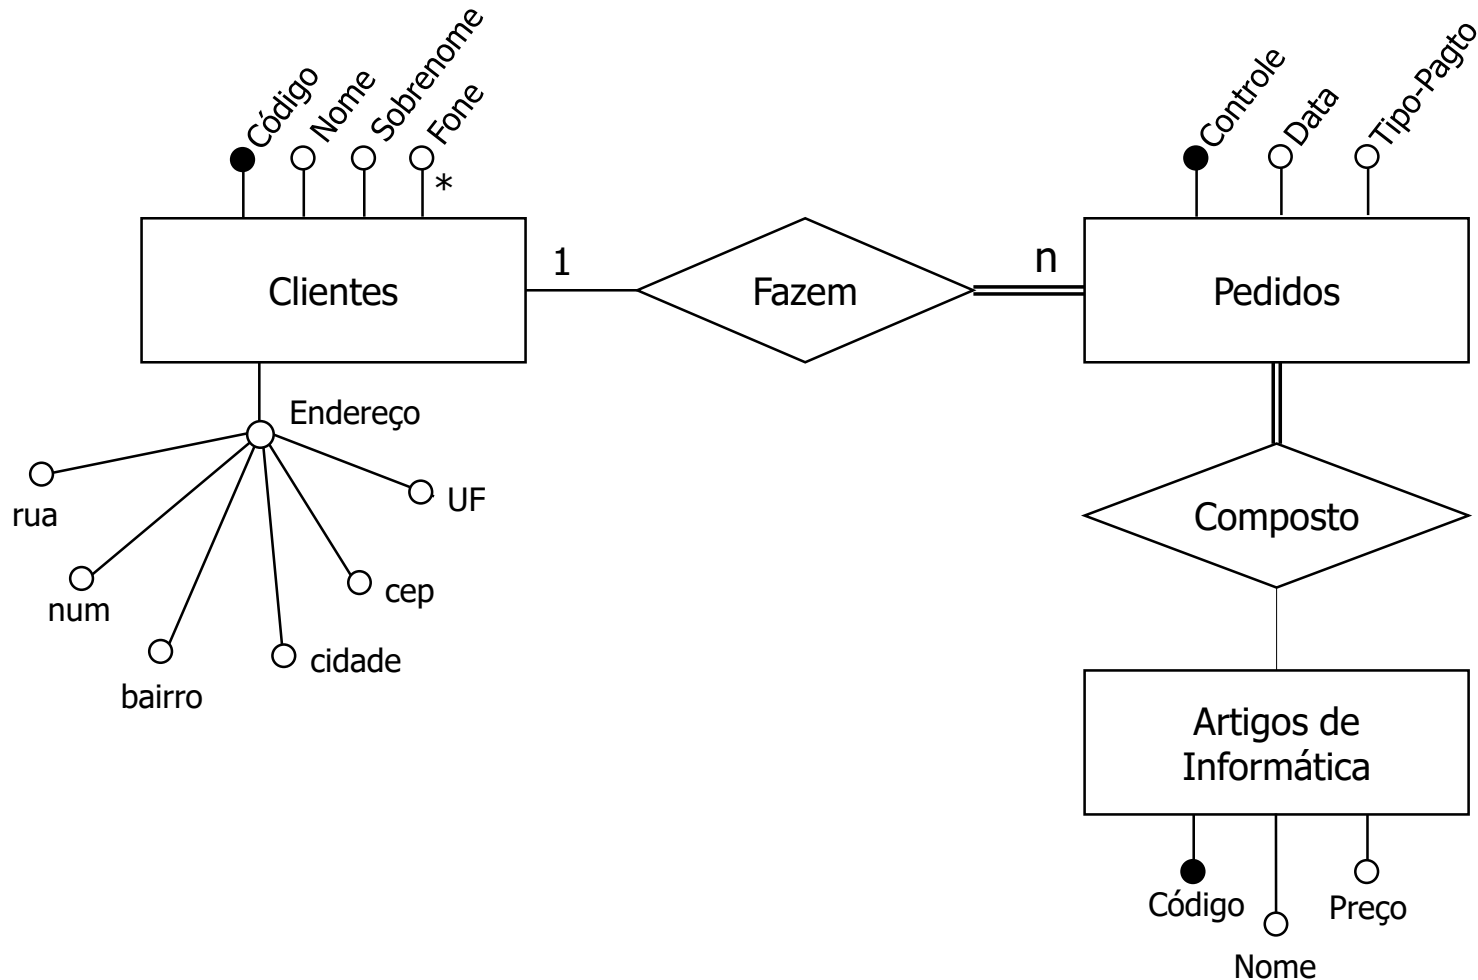 Código
Nome
Sobrenome
Fone
*
Controle
Data
Tipo-Pagto
Clientes
1
Fazem
n
Pedidos
Endereço
rua
UF
num
cep
bairro
cidade
Composto
Artigos de
Informática
Código
Nome
Preço